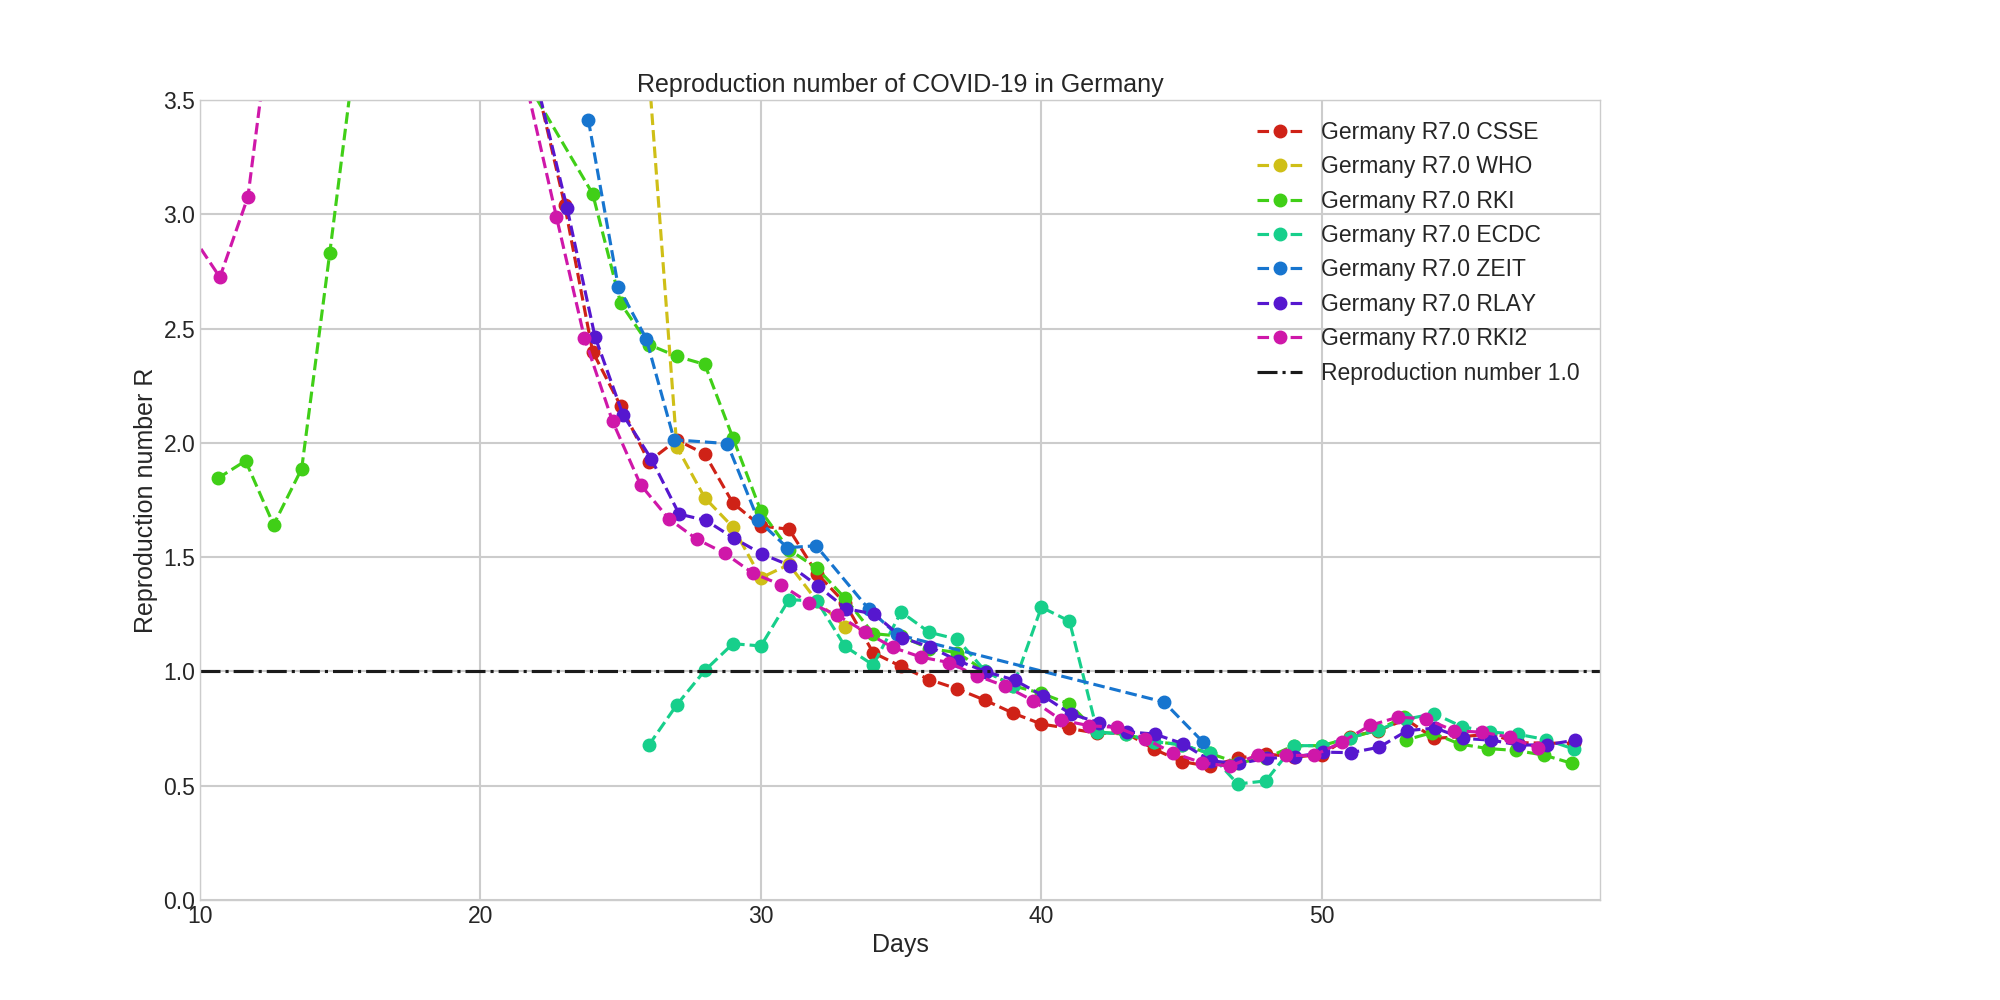 Reproduction number of COVID-19 in Germany
Reproduction number R
3.5
3.0
2.5
2.0
1.5
1.0
0.5
0.0
Germany R7.0 CSSE
Germany R7.0 WHO
Germany R7.0 RKI
Germany R7.0 ECDC
Germany R7.0 ZEIT
Germany R7.0 RLAY
Germany R7.0 RKI2
Reproduction number 1.0
10 20 30 40 50
Days